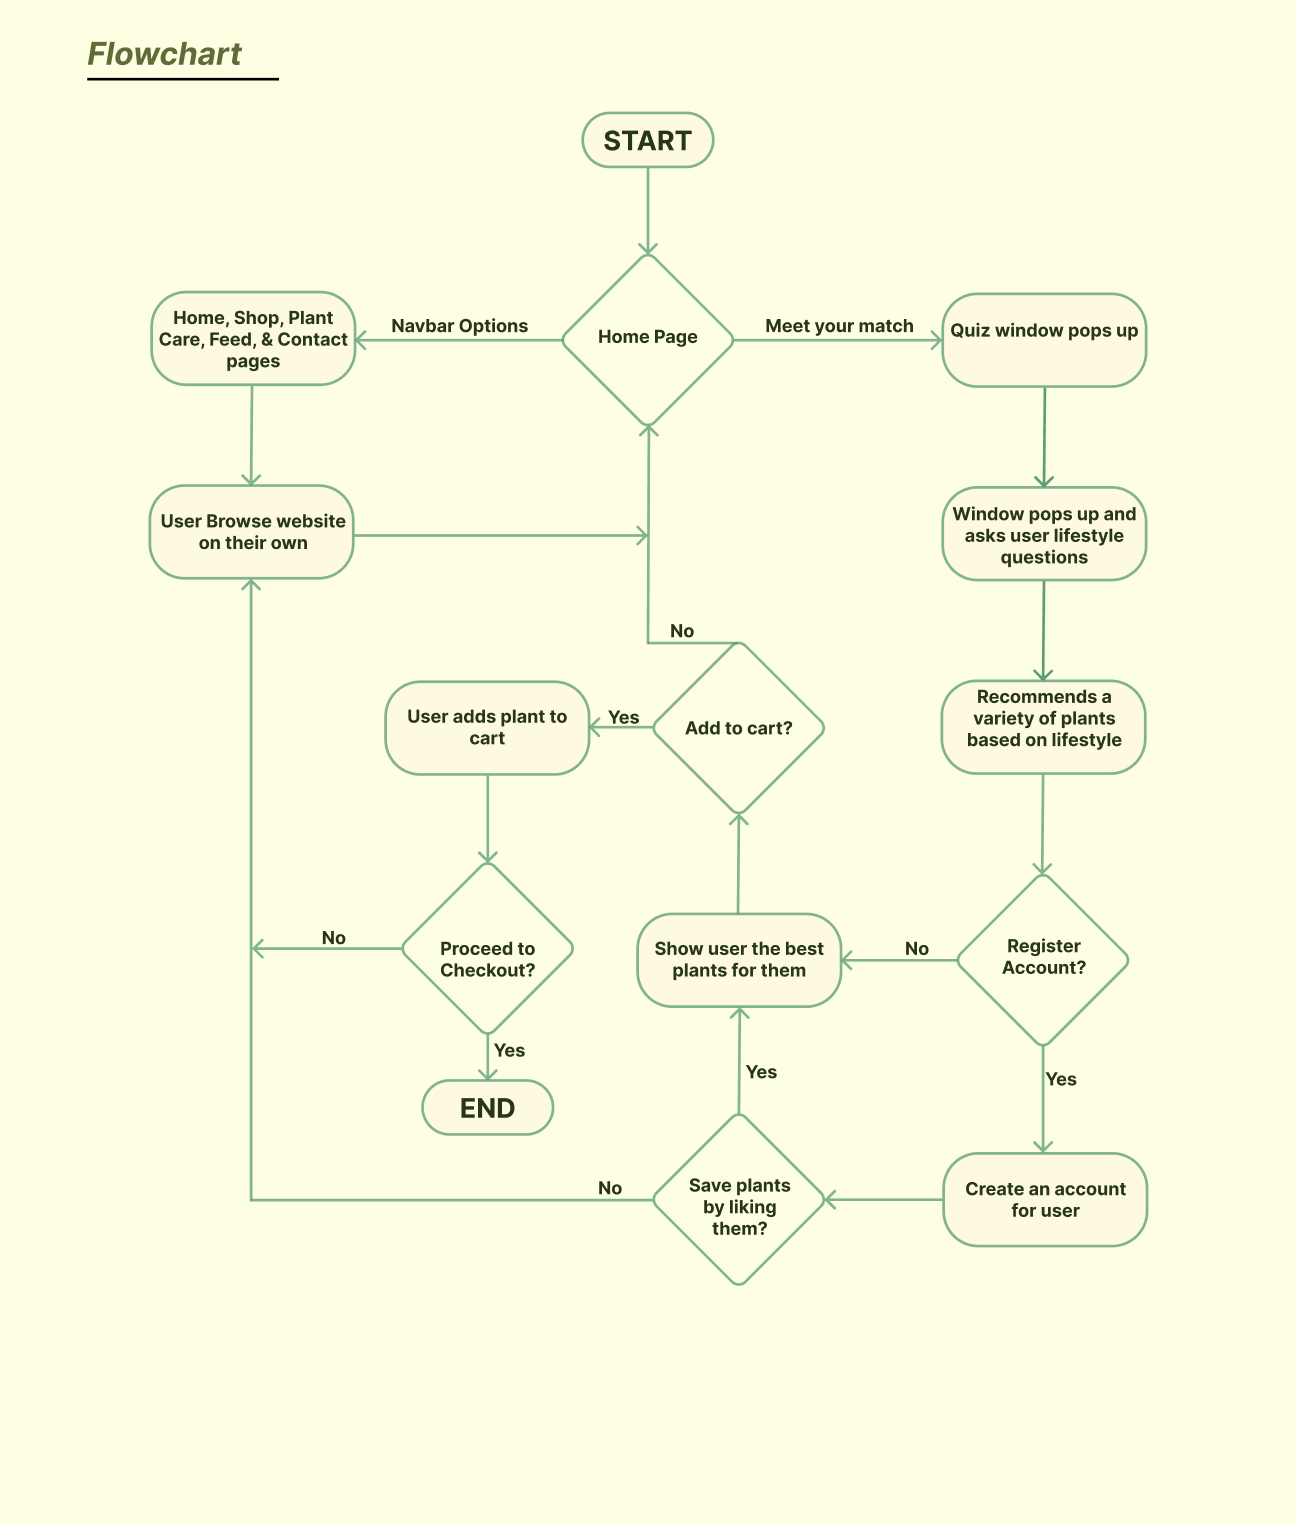 Flowchart
START
Home, Shop, Plant
Care, Feed, & Contact
pages
Navbar Options
Home Page
Meet your match
Quiz window pops up
User Browse website
on their own
Window pops up and
asks user lifestyle
questions
No
User adds plant to
cart
Yes
Add to cart?
Recommends a
variety of plants
based on lifestyle
No
Proceed to
Checkout?
Show user the best
plants for them
No
Register
Account?
Yes
END
Yes
Yes
No
Save plants
by liking
them?
Create an account
for user